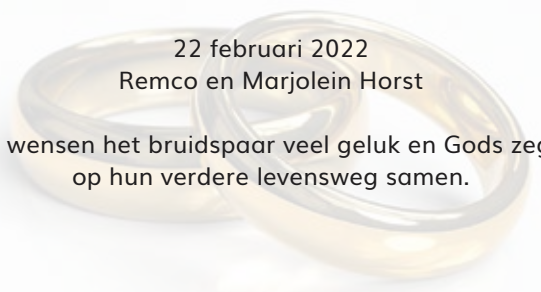 22 februari 2022
Remco en Marjolein Horst
wensen het bruidspaar veel geluk en Gods
op hun verdere levensweg samen.